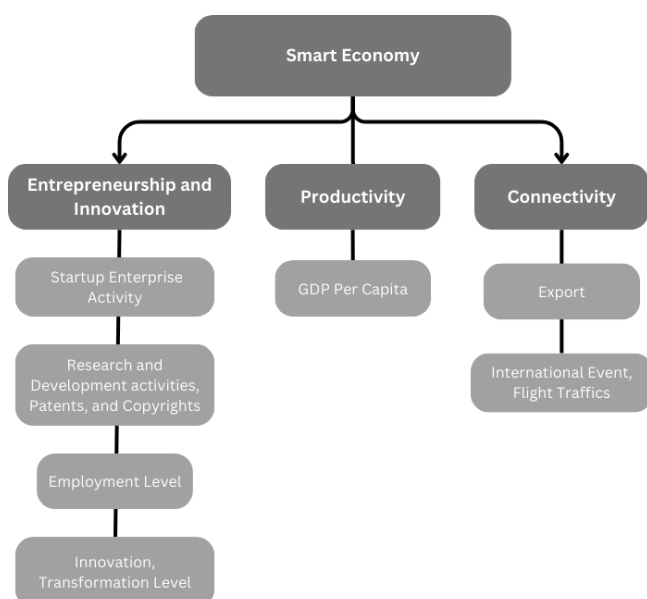 Smart Economy
Entrepreneurship and
Innovation
Startup Enterprise
Activity
Research and
Development activities,
Patents, and Copyrights
Employment Level
Innovation,
Transformation Level
Productivity
GDP Per Capita
Connectivity
Export
International Event,
Flight Traffics